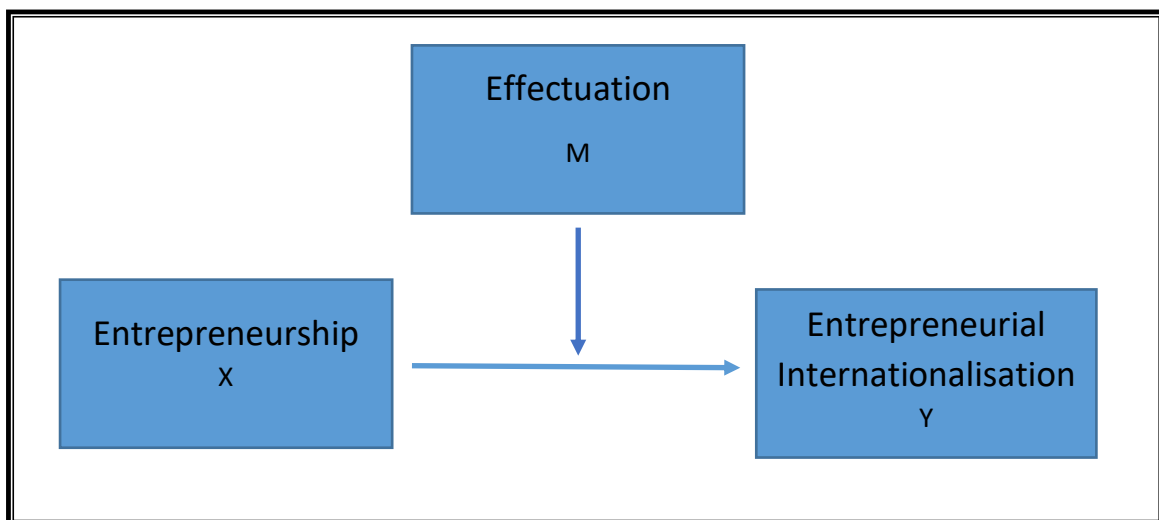 Effectuation
M
Entrepreneurship
X
Entrepreneurial
Internationalisation
Y